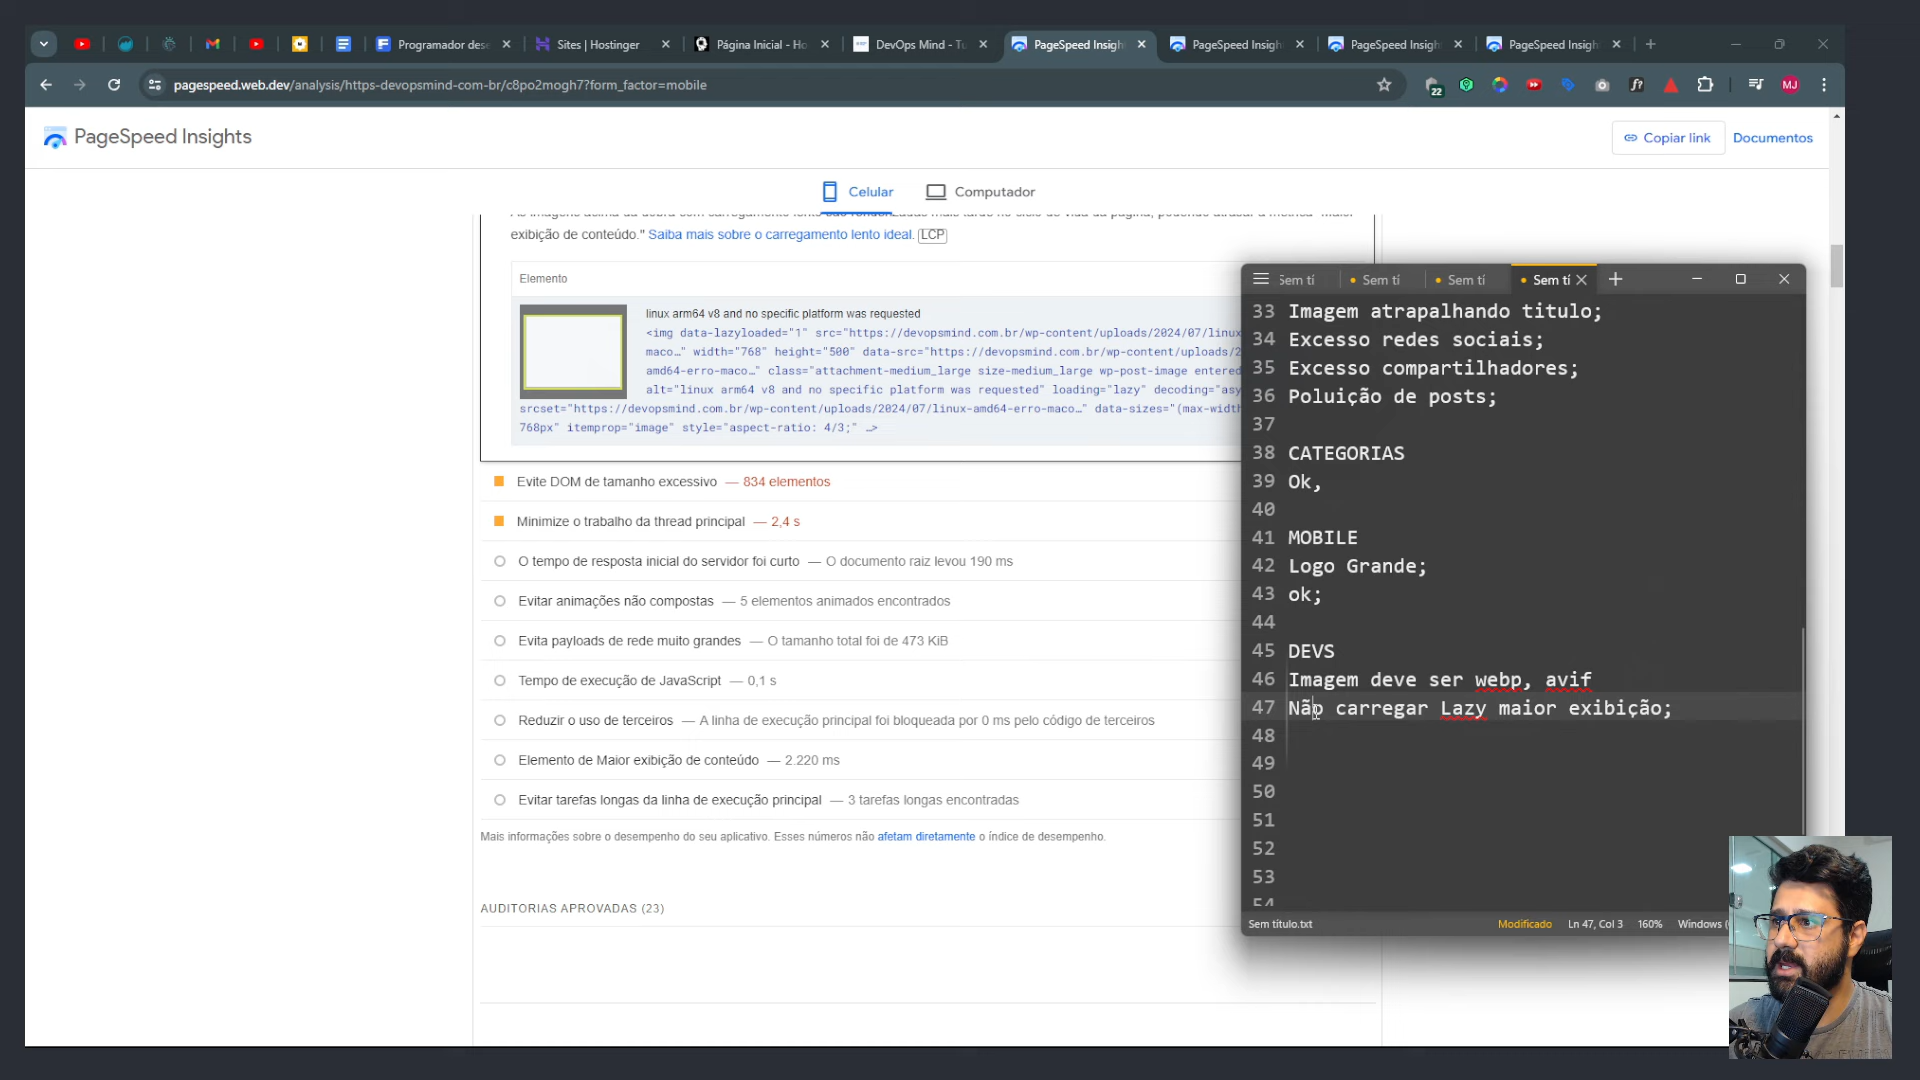 Programador dese
Sites | Hostinger
Página Inicial - Ho
DevOps Mind - Tu
PageSpeed Insigh
PageSpeed Insigh
PageSpeed Insigh
PageSpeed Insigh
pagespeed.web.dev/analysis/https-devopsmind-com-br/c8po2mogh7?form_factor=mobile
22
MJ
PageSpeed Insights
Copiar link
Documentos
Celular
Computador
exibição de conteúdo." Saiba mais sobre o carregamento lento ideal. LCP
Elemento
linux arm64 v8 and no specific platform was requested
<img data-lazyloaded="1" src="https://devopsmind.com.br/wp-content/uploads/2024/07/linux
maco…" width="768" height="500" data-src="https://devopsmind.com.br/wp-content/uploads/2
amd64-erro-maco…" class="attachment-medium_large size-medium_large wp-post-image entered
alt="linux arm64 v8 and no specific platform was requested" loading="lazy" decoding="asy
srcset="https://devopsmind.com.br/wp-content/uploads/2024/07/linux-amd64-erro-maco…" data-sizes="(max-width
768px" itemprop="image" style="aspect-ratio: 4/3;" …>
Evite DOM de tamanho excessivo — 834 elementos
Minimize o trabalho da thread principal — 2,4 s
O tempo de resposta inicial do servidor foi curto — O documento raiz levou 190 ms
Evitar animações não compostas — 5 elementos animados encontrados
Evita payloads de rede muito grandes — O tamanho total foi de 473 KiB
Tempo de execução de JavaScript — 0,1 s
Reduzir o uso de terceiros — A linha de execução principal foi bloqueada por 0 ms pelo código de terceiros
Elemento de Maior exibição de conteúdo — 2.220 ms
Evitar tarefas longas da linha de execução principal — 3 tarefas longas encontradas
Mais informações sobre o desempenho do seu aplicativo. Esses números não afetam diretamente o índice de desempenho.
AUDITORIAS APROVADAS (23)
Sem tí
Sem tí
Sem tí
Sem tí
33 Imagem atrapalhando titulo;
34 Excesso redes sociais;
35 Excesso compartilhadores;
36 Poluição de posts;
37
38 CATEGORIAS
39 Ok,
40
41 MOBILE
42 Logo Grande;
43 ok;
44
45 DEVS
46 Imagem deve ser webp, avif
47 Não carregar Lazy maior exibição;
48
49
50
51
52
53
54
Sem título.txt
Modificado
Ln 47, Col 3
160%
Windows (